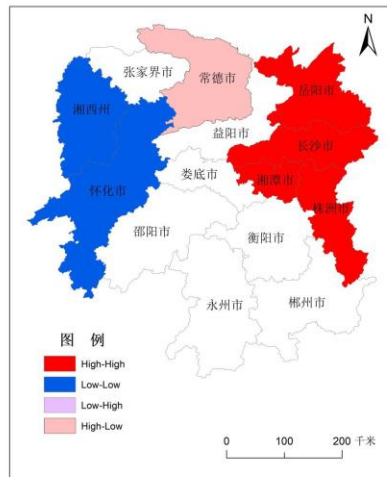 N
张家界市
常德市
岳阳市
湘西州
益阳市
长沙市
娄底市
湘潭市
怀化市
株洲市
邵阳市
衡阳市
永州市
郴州市
图 例
High-High
Low-Low
Low-High
High-Low
0 100 200 千米